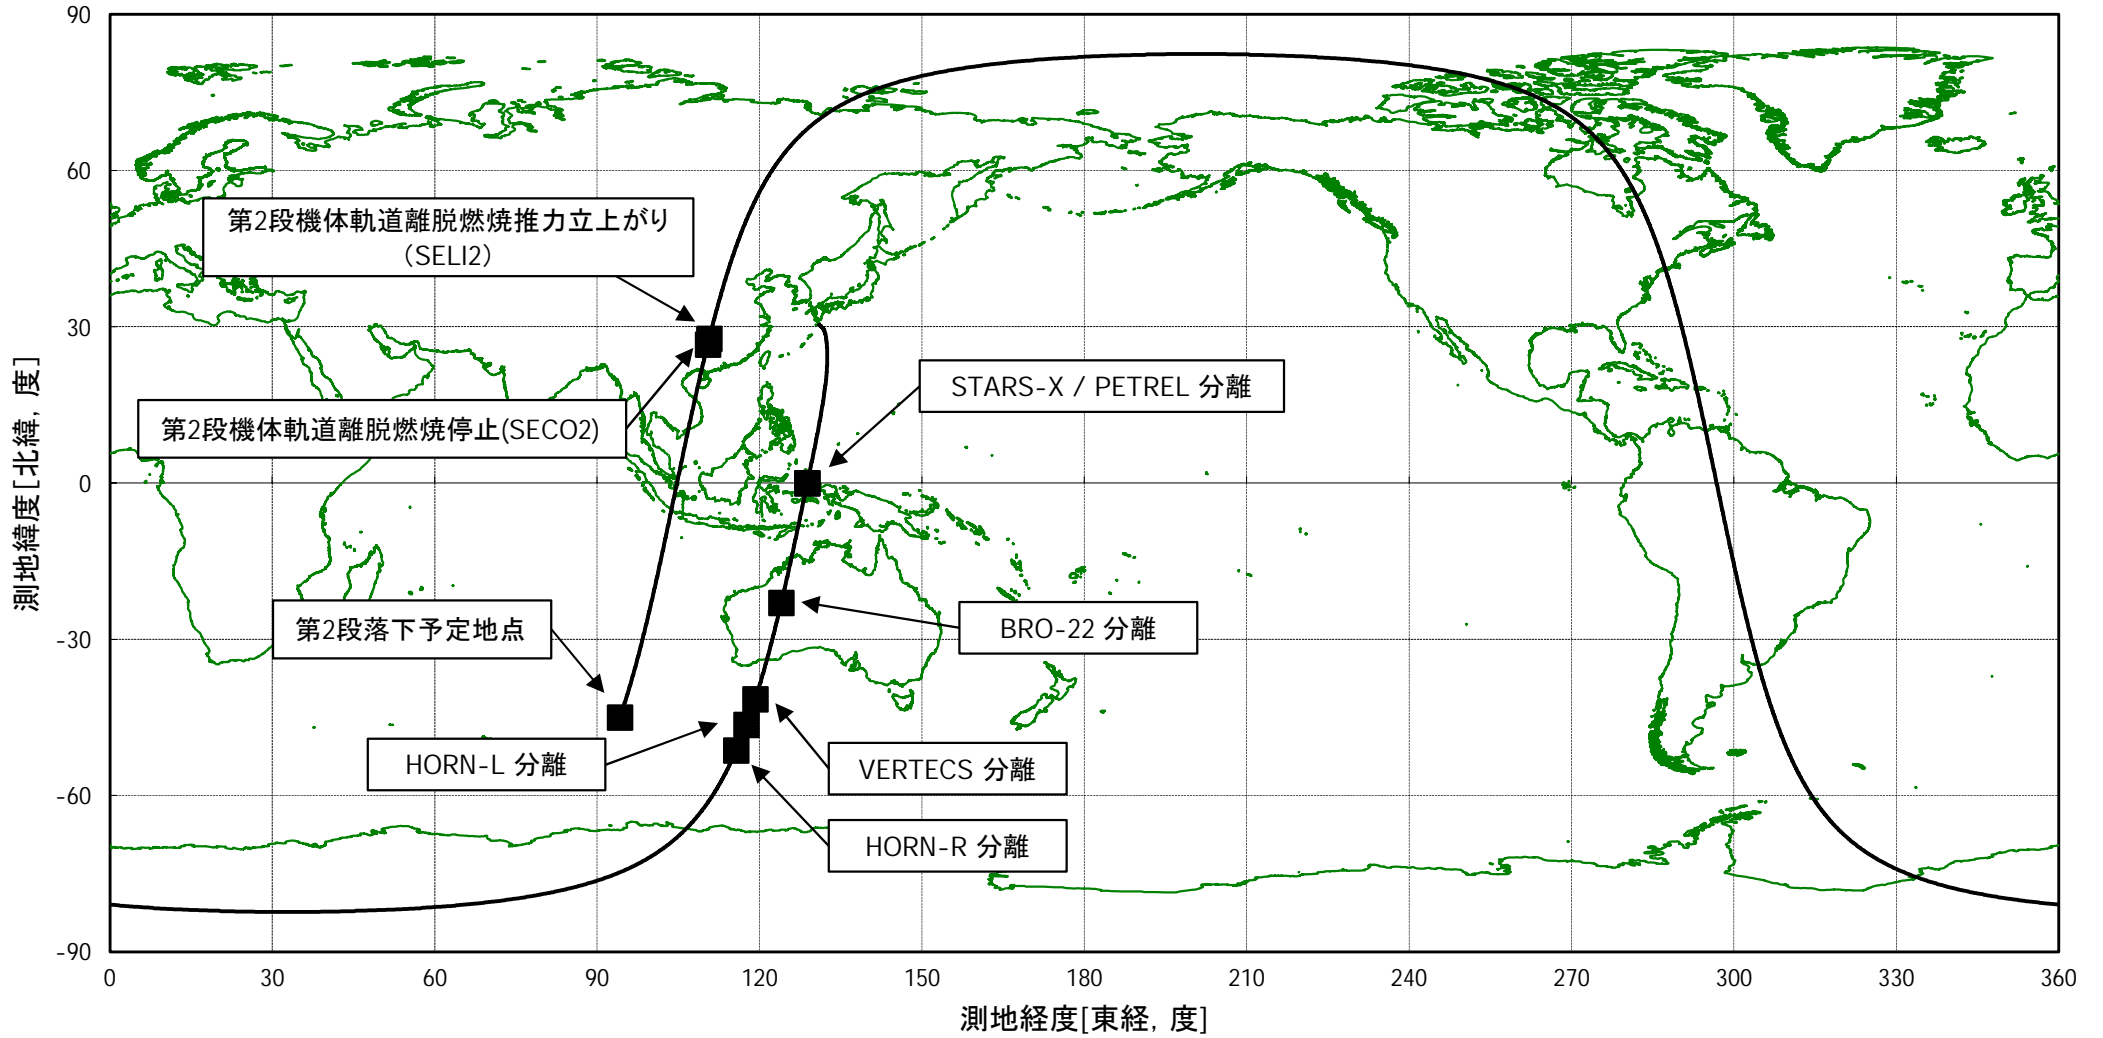 90
60
30
0
-30
-60
-90
測地緯度[北緯, 度]
第2段機体軌道離脱燃焼推力立上がり
(SELI2)
第2段機体軌道離脱燃焼停止(SECO2)
STARS-X / PETREL 分離
第2段落下予定地点
BRO-22 分離
HORN-L 分離
VERTECS 分離
HORN-R 分離
0 30 60 90 120 150 180 210 240 270 300 330 360
測地経度[東経, 度]